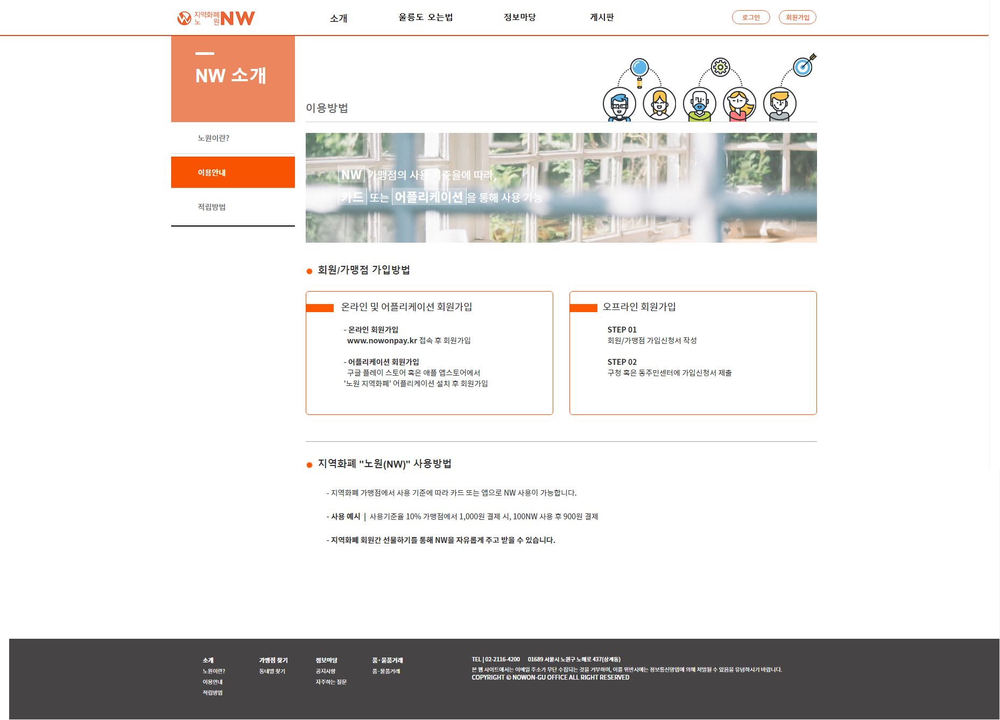 지역화폐
노 원 NW
소개
울릉도 오는법
정보마당
게시판
로그인
회원가입
NW 소개
노원이란?
이용안내
적립방법
이용방법
NW 가맹점의 사용 기준율에 따라,
카드 또는 어플리케이션을 통해 사용 가능
회원/가맹점 가입방법
온라인 및 어플리케이션 회원가입
- 온라인 회원가입
www.nowonpay.kr 접속 후 회원가입
- 어플리케이션 회원가입
구글 플레이 스토어 혹은 애플 앱스토어에서
'노원 지역화폐' 어플리케이션 설치 후 회원가입
오프라인 회원가입
STEP 01
회원/가맹점 가입신청서 작성
STEP 02
구청 혹은 동주민센터에 가입신청서 제출
지역화폐 "노원(NW)" 사용방법
- 지역화폐 가맹점에서 사용 기준에 따라 카드 또는 앱으로 NW 사용이 가능합니다.
- 사용 예시 | 사용기준율 10% 가맹점에서 1,000원 결제 시, 100NW 사용 후 900원 결제
- 지역화폐 회원간 선물하기를 통해 NW을 자유롭게 주고 받을 수 있습니다.
소개
노원이란?
이용안내
적립방법
가맹점 찾기
동네별 찾기
정보마당
공지사항
자주하는 질문
품·물품거래
품·물품거래
TEL | 02-2116-4200 01689 서울시 노원구 노해로 437(상계동)
본 웹 사이트에서는 이메일 주소가 무단 수집되는 것을 거부하며, 이를 위반시에는 정보통신망법에 의해 처벌될 수 있음을 유념하시기 바랍니다.
COPYRIGHT © NOWON-GU OFFICE ALL RIGHT RESERVED